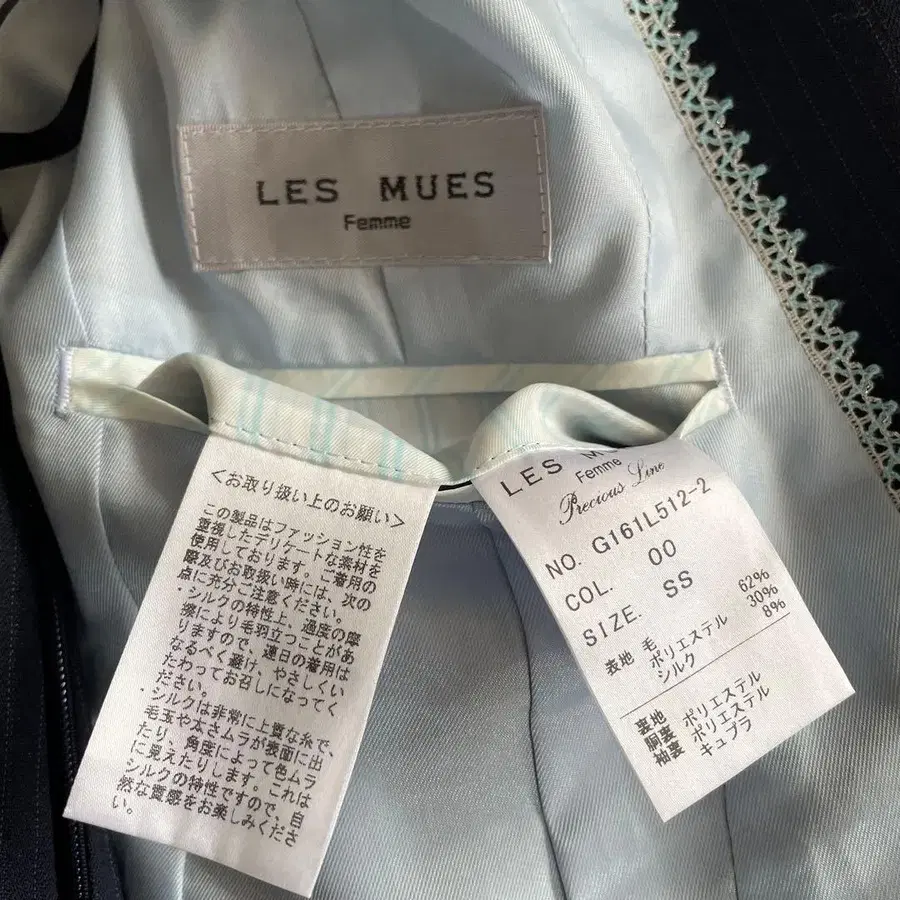 LES MUES
Femme
<お取り扱い上のお願い>
この製品はファッション性を
重視したデリケートな素材を
使用しております。ご着用の
際及びお取扱い時には、次の
点に充分ご注意ください。
・シルクの特性上、過度の摩
擦により毛羽立つことがあ
りますので、連日の着用は
なるべく避け、やさしくい
たわってお召しになってく
ださい。
・シルクは非常に上質な糸で、
毛玉や太さムラが表面に出
たり、角度によって色ムラ
に見えたりします。これは
シルクの特性ですので、自
然な質感をお楽しみくださ
い。
LES MUES
Femme
Precious Line
NO. G161L512-2
COL. 00
SIZE. SS
表地 毛 62%
ポリエステル 30%
シルク 8%
裏地 ポリエステル
胴裏 ポリエステル
袖裏 キュプラ